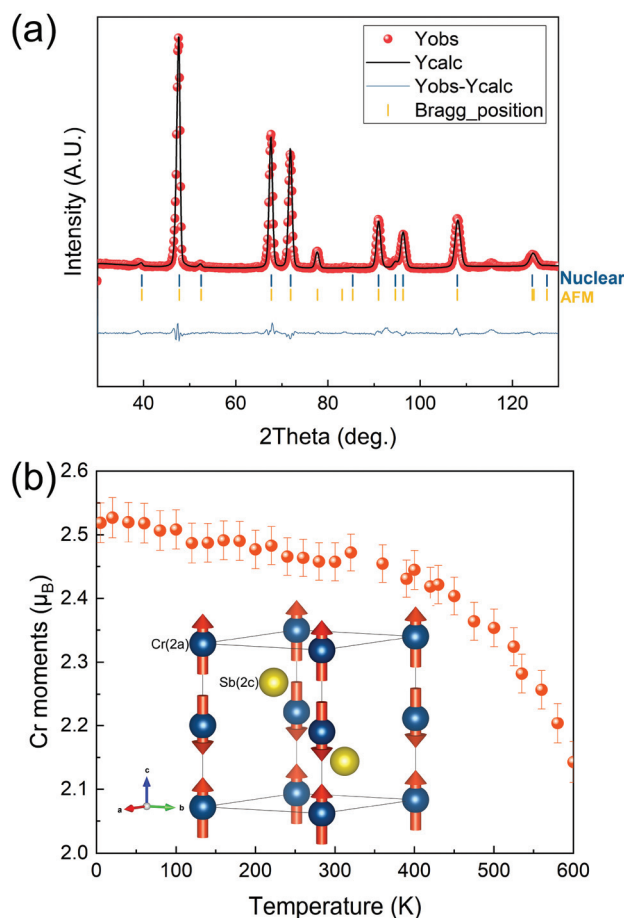 (a)
Yobs
Ycalc
Yobs-Ycalc
Bragg_position
Intensity (A.U.)
Nuclear
AFM
40 60 80 100 120
2Theta (deg.)
(b)
2.6
2.5
2.4
2.3
2.2
2.1
2.0
Cr moments (μB)
Cr(2a)
Sb(2c)
c
a
b
0 100 200 300 400 500 600
Temperature (K)